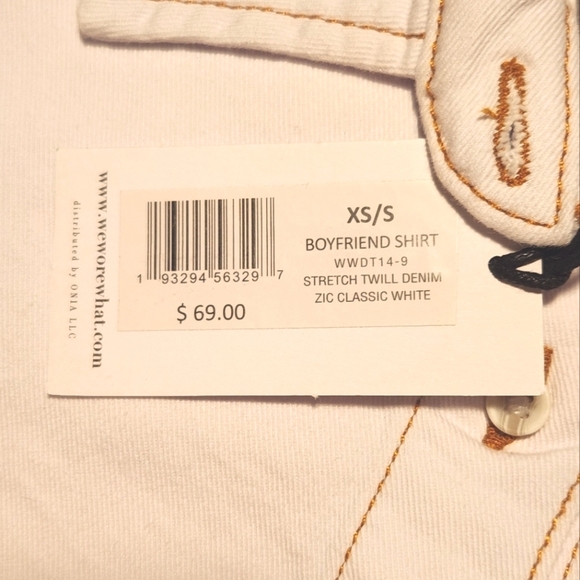 www.weworewhat.com
distributed by ONIA LLC
1 93294 56329 7
$ 69.00
XS/S
BOYFRIEND SHIRT
WWDT14-9
STRETCH TWILL DENIM
ZIC CLASSIC WHITE